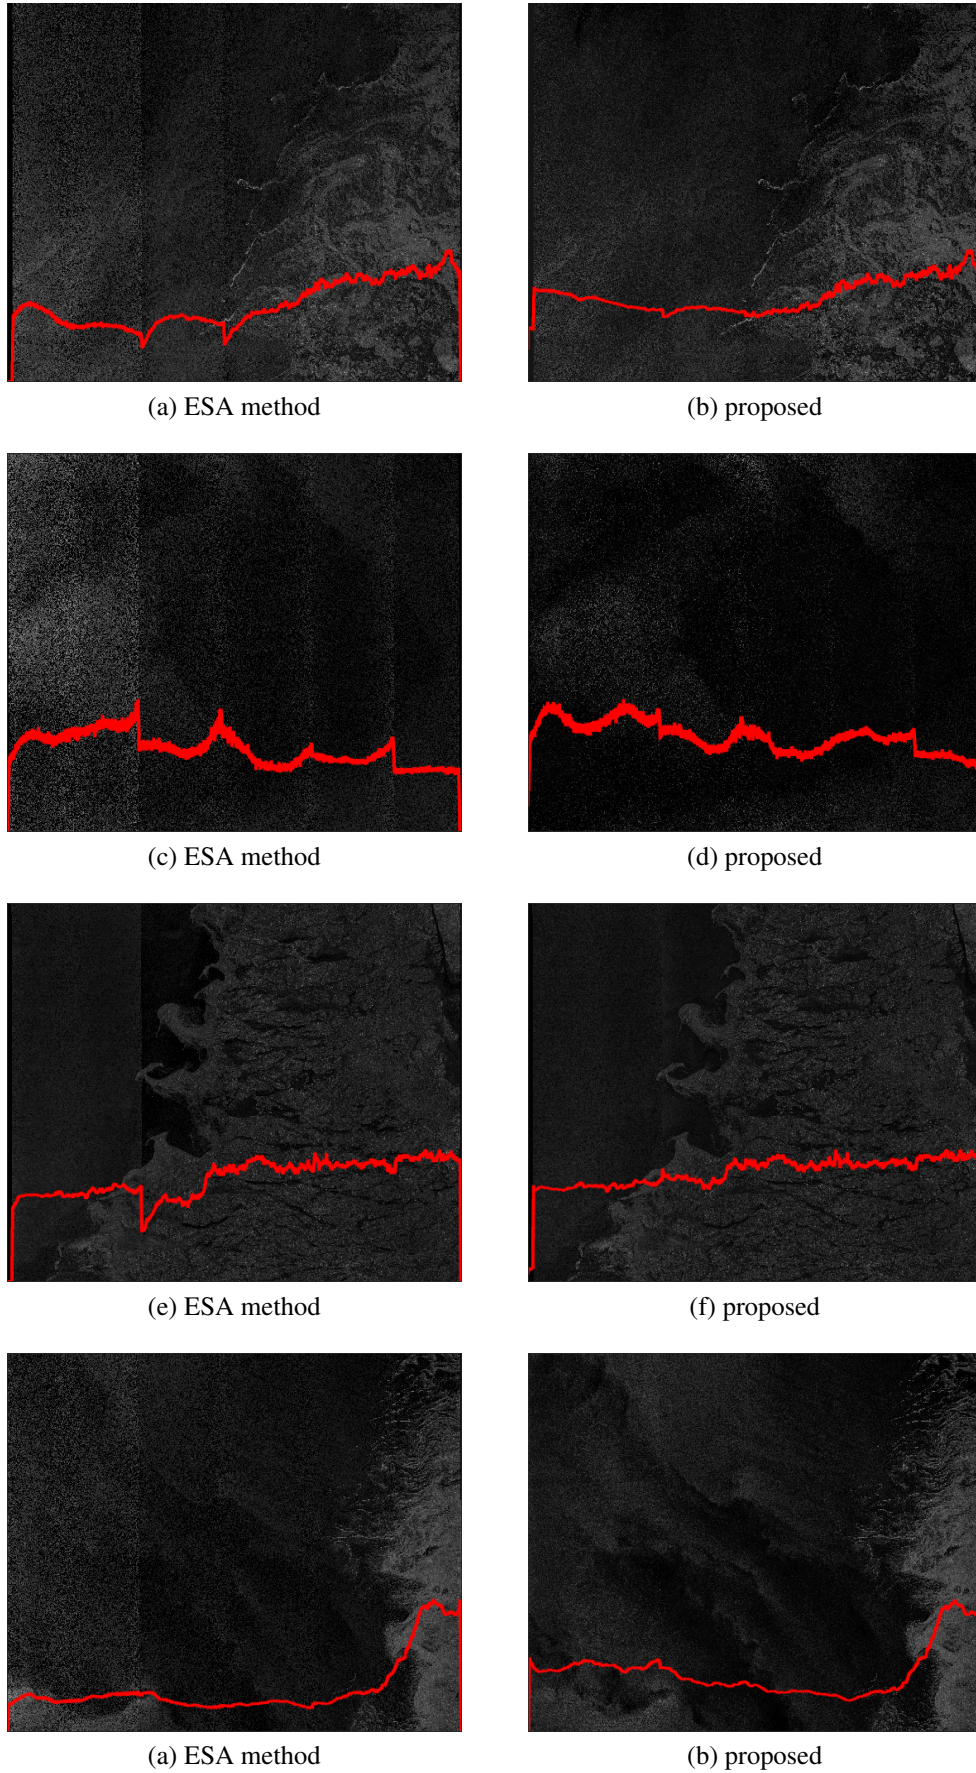 (a) ESA method
(b) proposed
(c) ESA method
(d) proposed
(e) ESA method
(f) proposed
(a) ESA method
(b) proposed